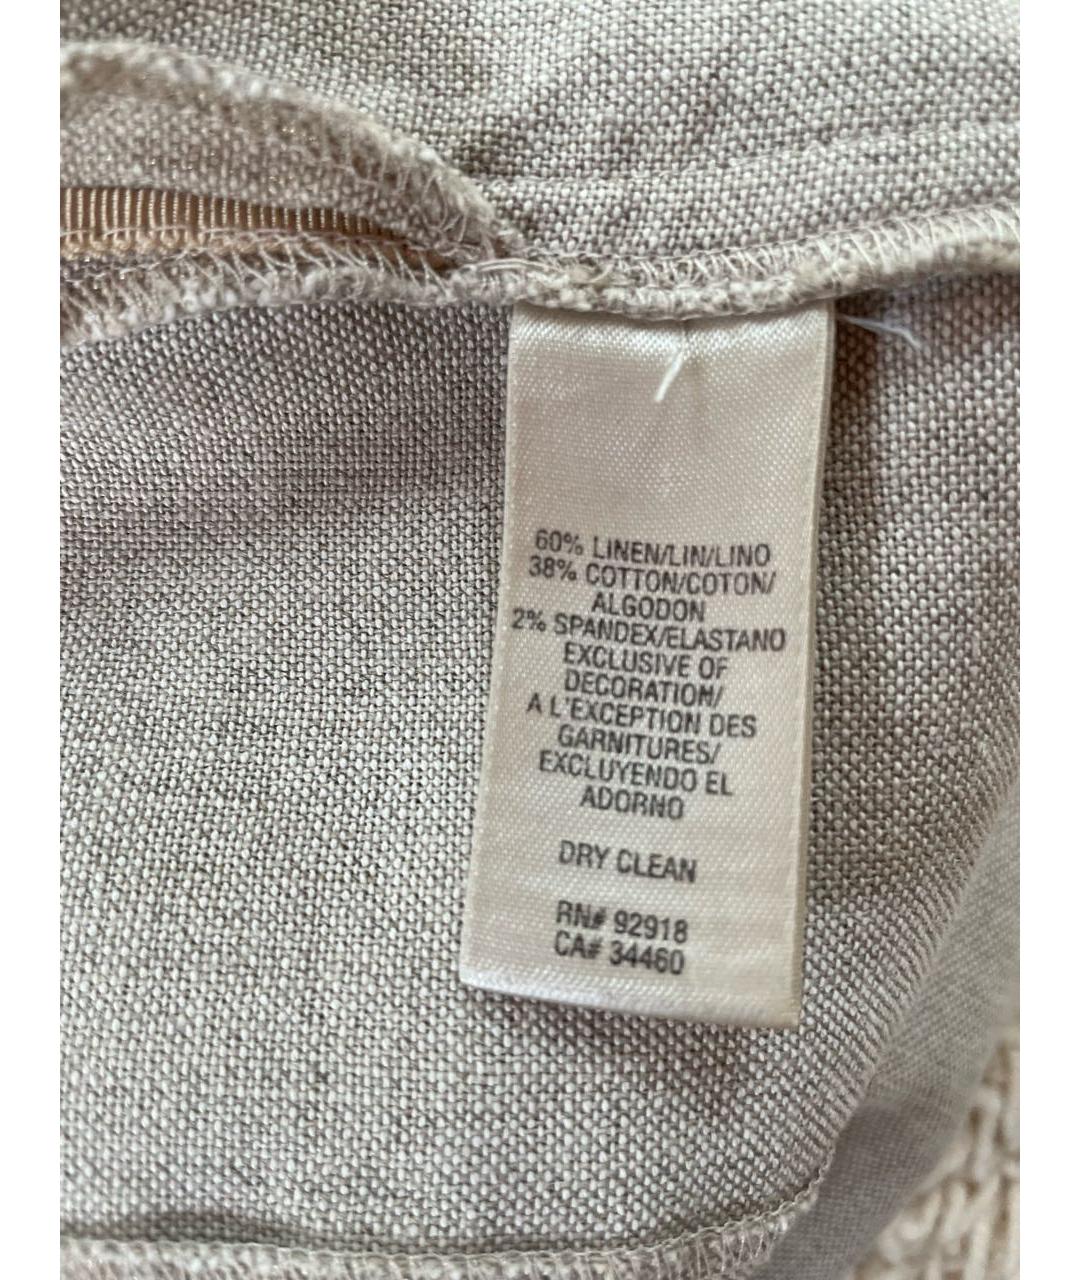 60% LINEN/LIN/LINO
38% COTTON/COTON/
ALGODON
2% SPANDEX/ELASTANO
EXCLUSIVE OF
DECORATION/
A L'EXCEPTION DES
GARNITURES/
EXCLUYENDO EL
ADORNO
DRY CLEAN
RN# 92918
CA# 34460